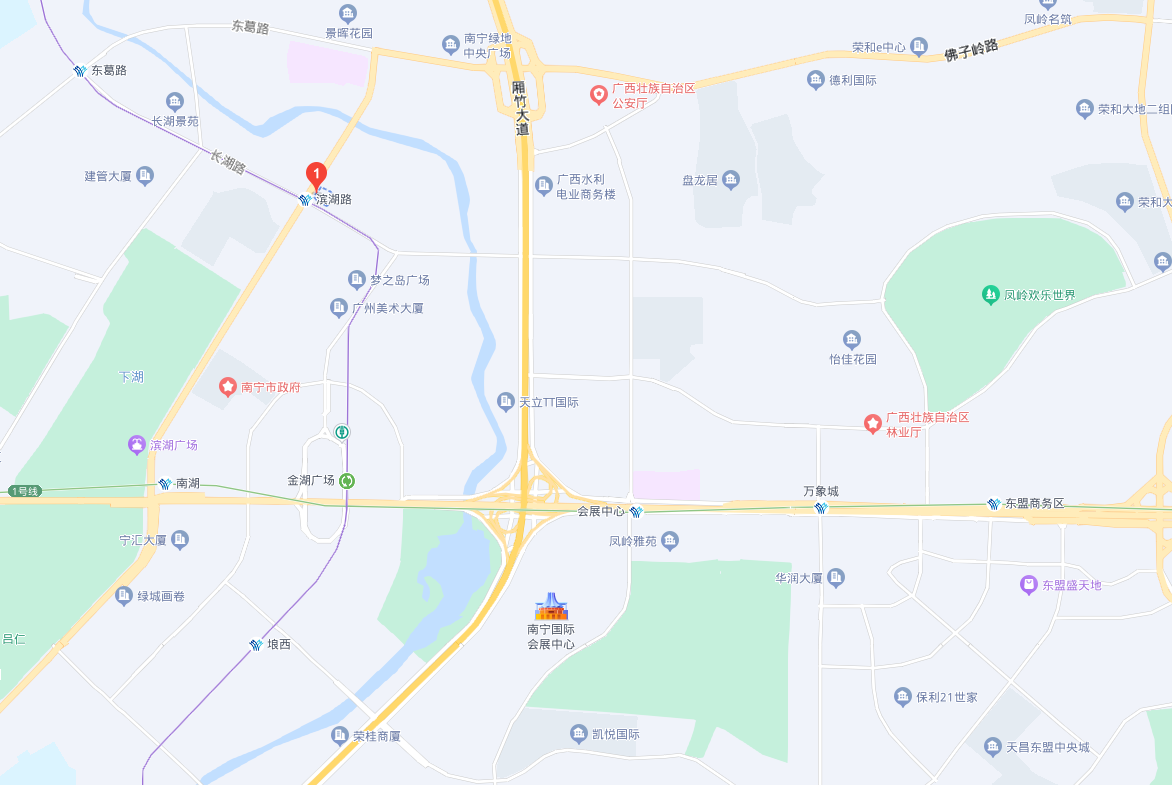 凤岭名筑
东葛路
景晖花园
南宁绿地
中央广场
荣和e中心
佛子岭路
东葛路
德利国际
广西壮族自治区
公安厅
厢竹大道
荣和大地二组
长湖景苑
长湖路
建管大厦
1
广西水利
电业商务楼
盘龙居
滨湖路
荣和大
梦之岛广场
凤岭欢乐世界
广州美术大厦
怡佳花园
下湖
南宁市政府
天立TT国际
广西壮族自治区
林业厅
滨湖广场
金湖广场
南湖
1号线
万象城
会展中心
东盟商务区
宁汇大厦
凤岭雅苑
华润大厦
东盟盛天地
绿城画卷
南宁国际
会展中心
吕仁
埌西
保利21世家
荣桂商厦
凯悦国际
天昌东盟中央城